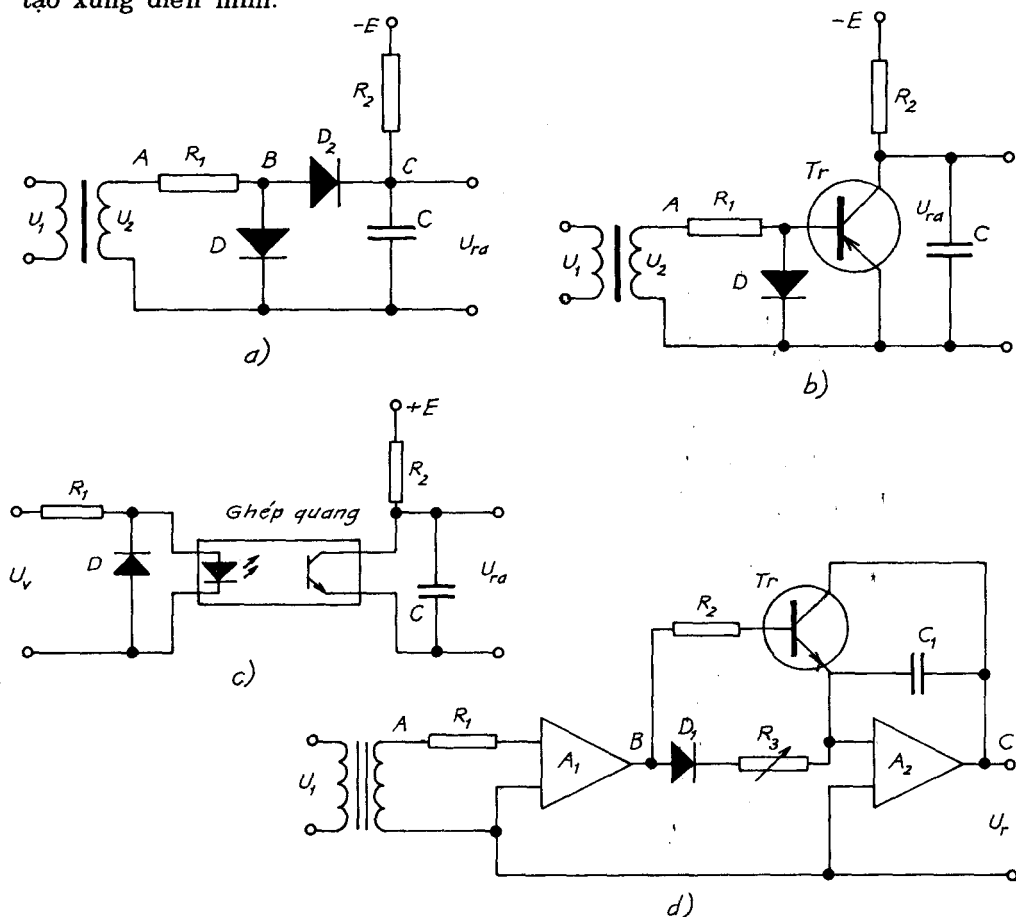 tạo xung điển hình.
-E
R2
A R1 B D2 C
U1 U2 D C Ura
a)
-E
R2
Tr
A R1 Ura C
U1 U2 D
b)
+E
R2
R1
Ghép quang
Uv D C Ura
c)
Tr
R2
C1
A R1 B D1 R3 C
U1 A1 A2
Ur
d)